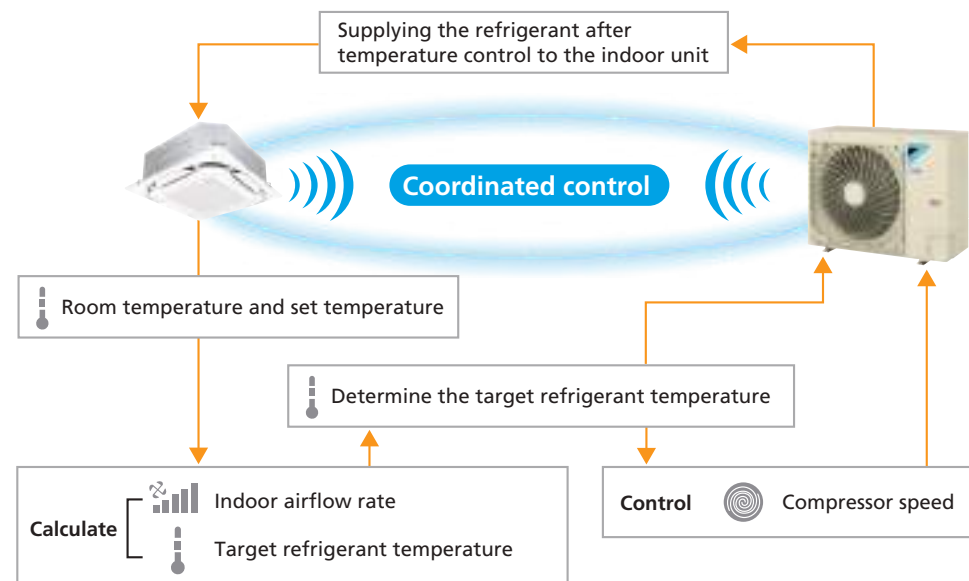 Supplying the refrigerant after
temperature control to the indoor unit
Coordinated control
Room temperature and set temperature
Determine the target refrigerant temperature
Calculate
Indoor airflow rate
Target refrigerant temperature
Control
Compressor speed